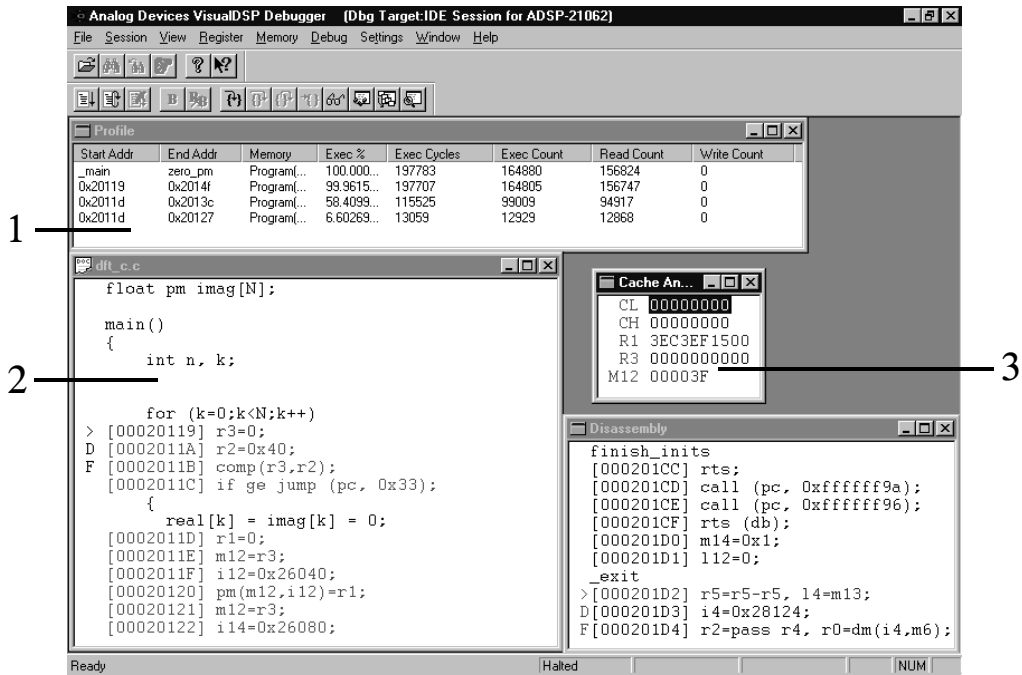 Analog Devices VisualDSP Debugger (Dbg Target:IDE Session for ADSP-21062)
File Session View Register Memory Debug Settings Window Help
Profile
Start Addr End Addr Memory Exec % Exec Cycles Exec Count Read Count Write Count
_main zero_pm Program(... 100.000... 197783 164880 156824 0
0x20119 0x2014f Program(... 99.9615... 197707 164805 156747 0
0x2011d 0x2013c Program(... 58.4099... 115525 99009 94917 0
0x2011d 0x20127 Program(... 6.60269... 13059 12929 12868 0
1
dft_c.c
float pm imag[N];
main()
{
int n, k;
2
for (k=0;k<N;k++)
> [00020119] r3=0;
D [0002011A] r2=0x40;
F [0002011B] comp(r3,r2);
[0002011C] if ge jump (pc, 0x33);
{
real[k] = imag[k] = 0;
[0002011D] r1=0;
[0002011E] m12=r3;
[0002011F] i12=0x26040;
[00020120] pm(m12,i12)=r1;
[00020121] m12=r3;
[00020122] i14=0x26080;
Cache An...
CL 00000000
CH 00000000
R1 3EC3EF1500
R3 0000000000
M12 00003F
3
Disassembly
finish_inits
[000201CC] rts;
[000201CD] call (pc, 0xffffff9a);
[000201CE] call (pc, 0xffffff96);
[000201CF] rts (db);
[000201D0] m14=0x1;
[000201D1] l12=0;
_exit
>[000201D2] r5=r5-r5, l4=m13;
D[000201D3] i4=0x28124;
F[000201D4] r2=pass r4, r0=dm(i4,m6);
Ready Halted NUM